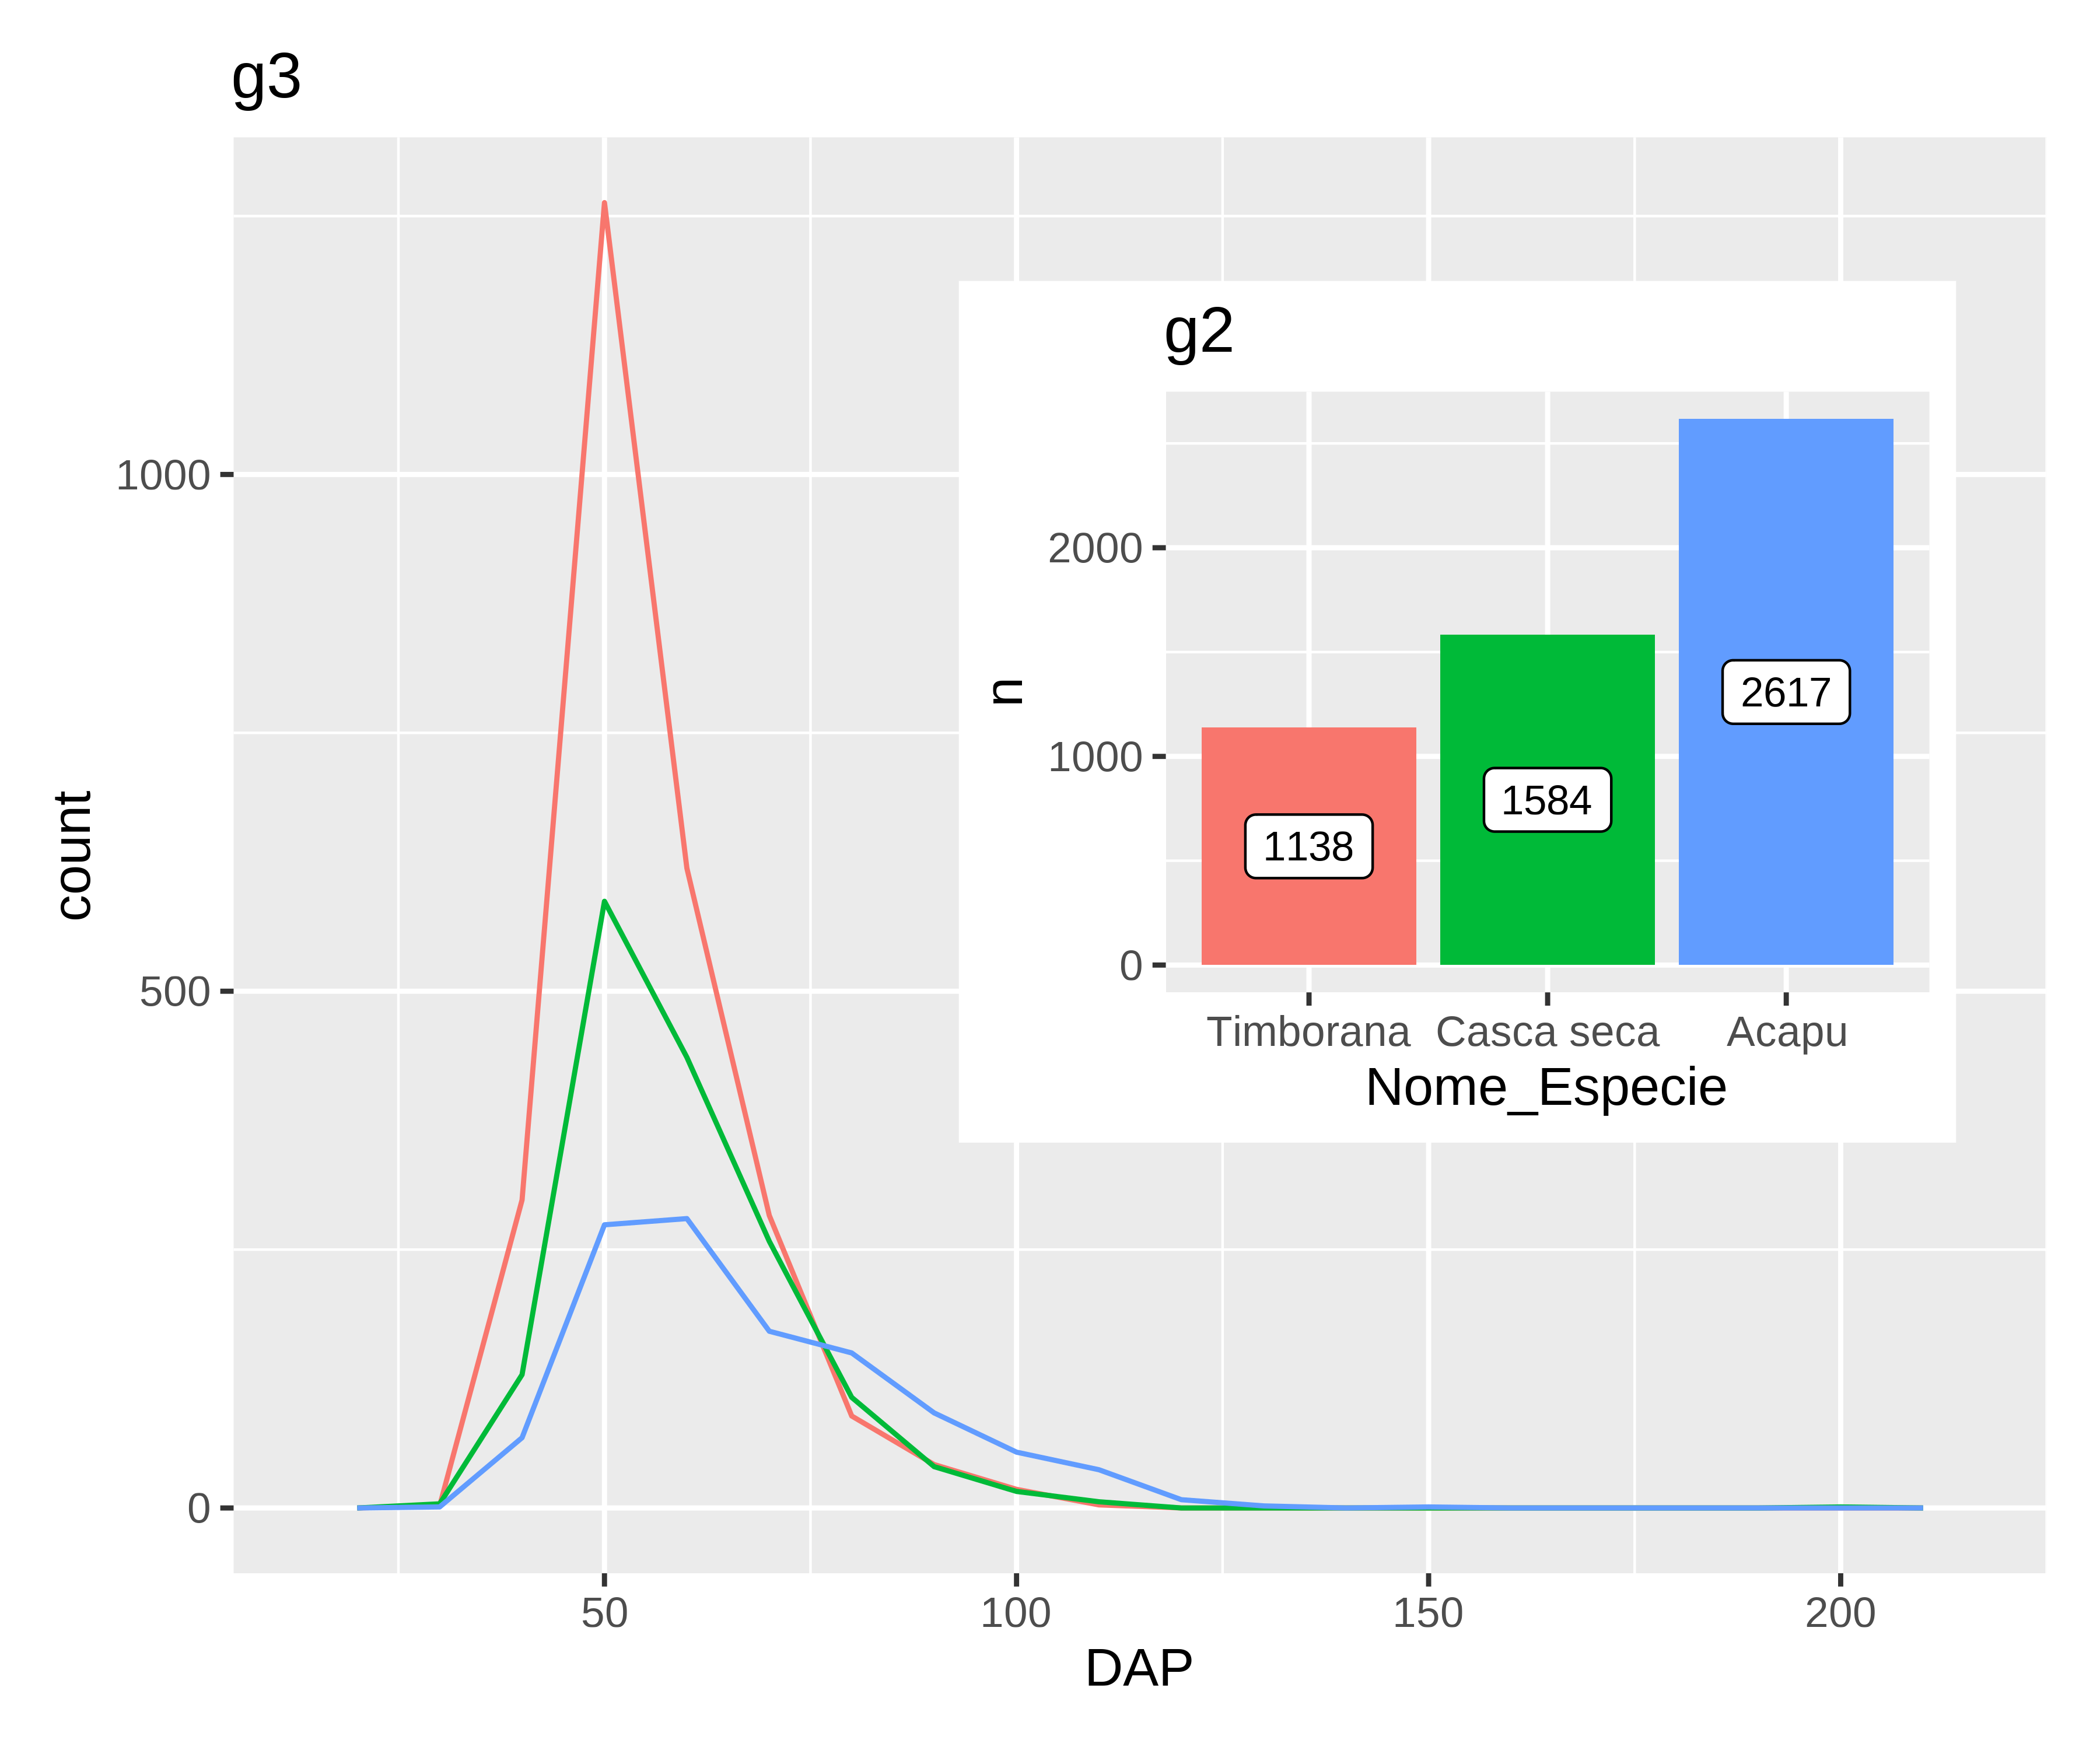 g3
1000
500
0
count
50 100 150 200
DAP
g2
2000
1000
0
n
1138
1584
2617
Timborana Casca seca Acapu
Nome_Especie